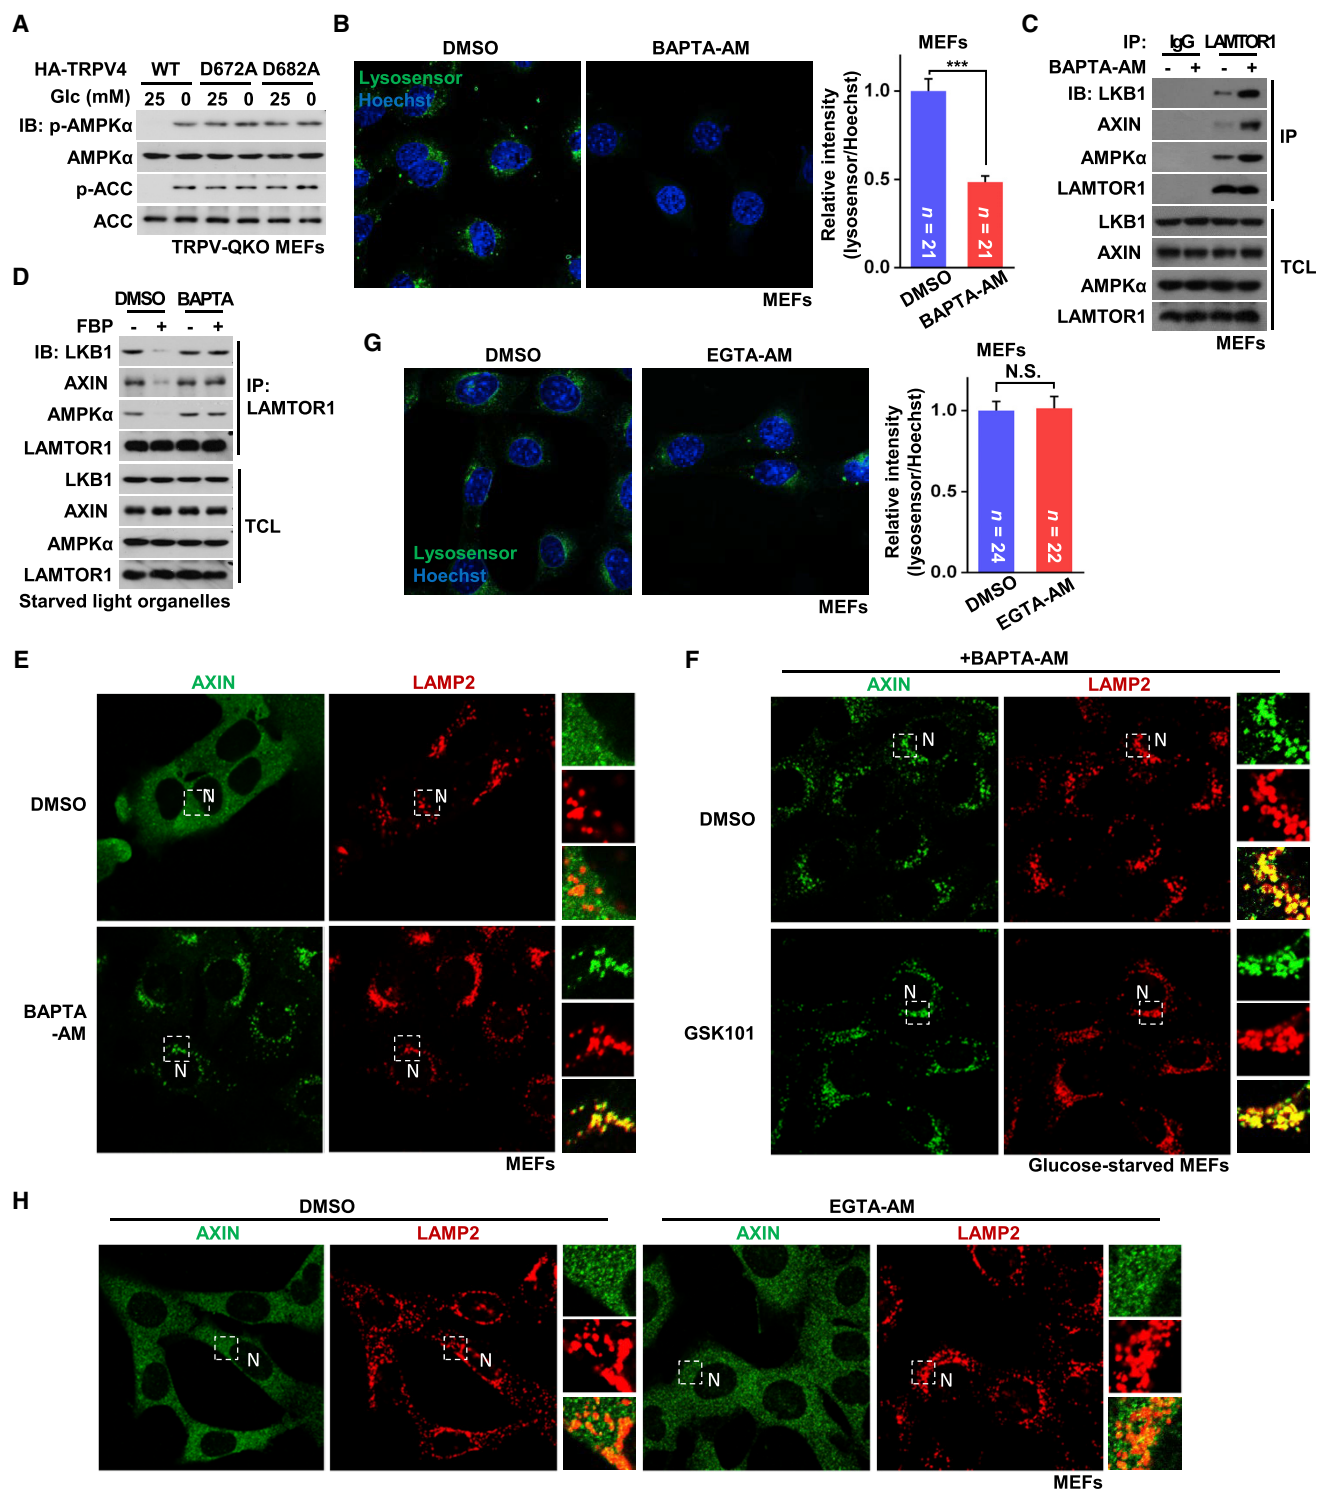 A
HA-TRPV4 WT D672A D682A
Glc (mM) 25 0 25 0 25 0
IB: p-AMPKα
AMPKα
p-ACC
ACC
TRPV-QKO MEFs
B
DMSO BAPTA-AM
Lysosensor
Hoechst
MEFs
MEFs
***
Relative intensity
(lysosensor/Hoechst)
1.0
0.5
0.0
n = 21 n = 21
DMSO BAPTA-AM
C
IP: IgG LAMTOR1
BAPTA-AM - + - +
IB: LKB1
AXIN
AMPKα
LAMTOR1
IP
LKB1
AXIN
AMPKα
LAMTOR1
TCL
MEFs
D
DMSO BAPTA
FBP - + - +
IB: LKB1
AXIN
AMPKα
LAMTOR1
IP:
LAMTOR1
LKB1
AXIN
AMPKα
LAMTOR1
TCL
Starved light organelles
G
DMSO EGTA-AM
Lysosensor
Hoechst
MEFs
MEFs
N.S.
Relative intensity
(lysosensor/Hoechst)
1.0
0.5
0.0
n = 24 n = 22
DMSO EGTA-AM
E
AXIN LAMP2
DMSO
N N
BAPTA
-AM
N N
MEFs
F
+BAPTA-AM
AXIN LAMP2
DMSO
N N
GSK101
N N
Glucose-starved MEFs
H
DMSO EGTA-AM
AXIN LAMP2 AXIN LAMP2
N N N N
MEFs